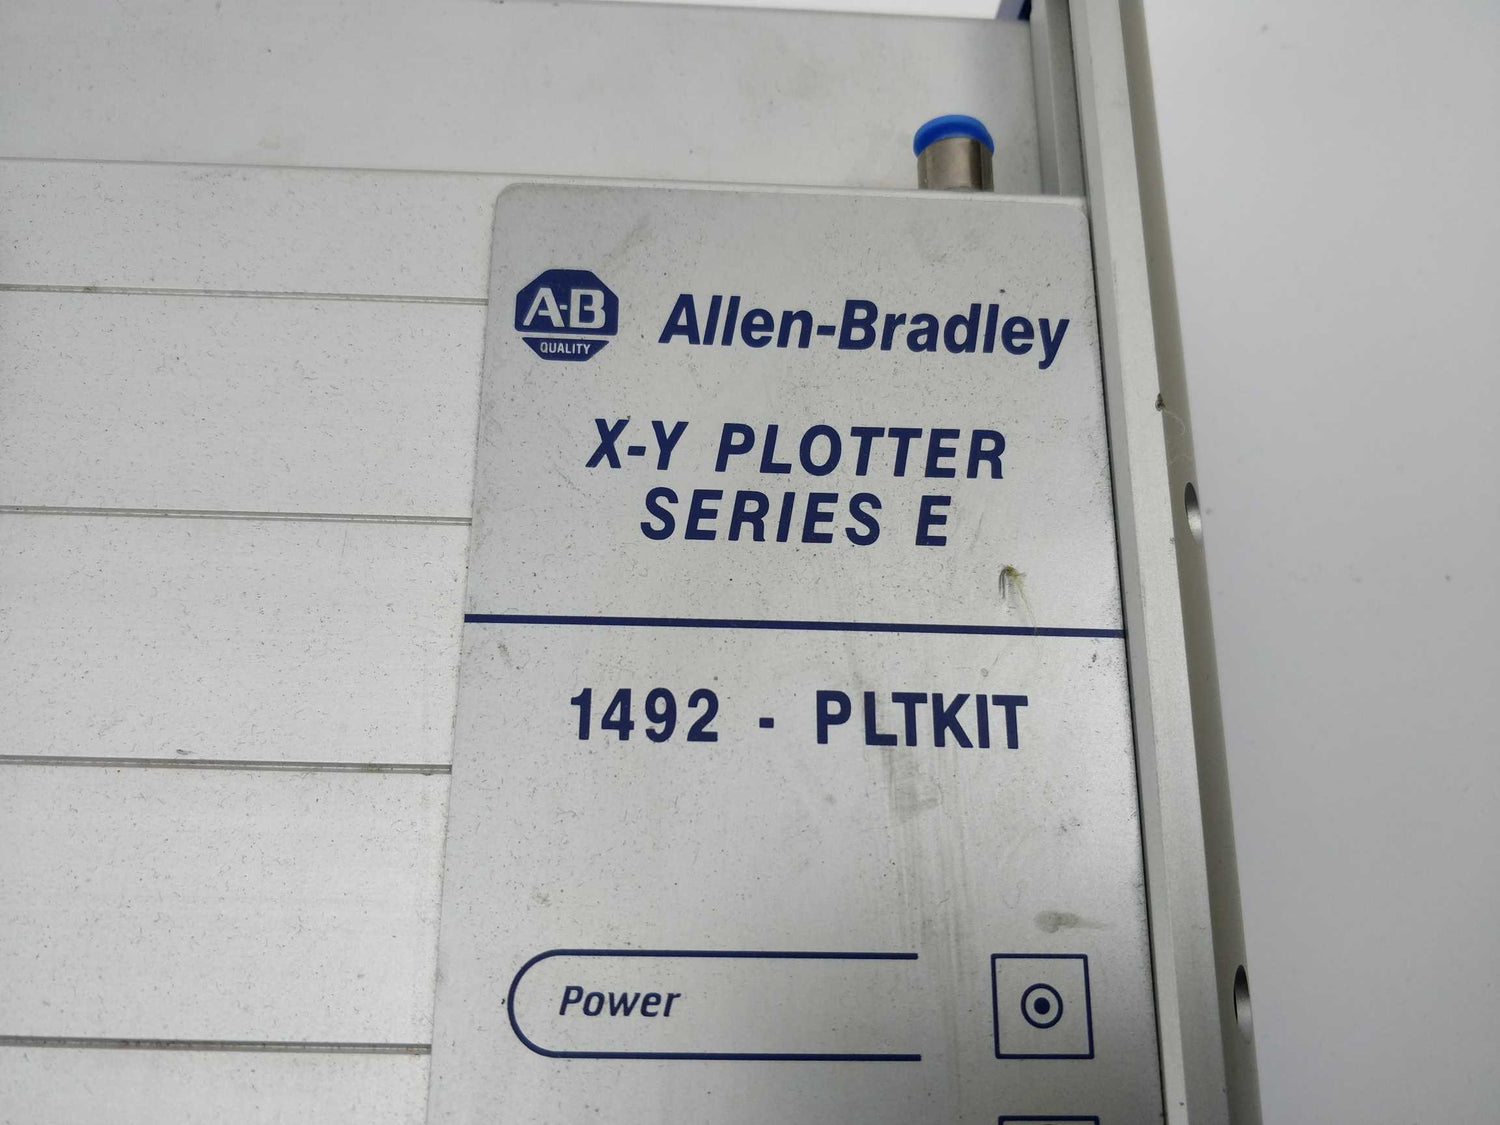 A-B
QUALITY
Allen-Bradley
X-Y PLOTTER
SERIES E
1492 - PLTKIT
Power